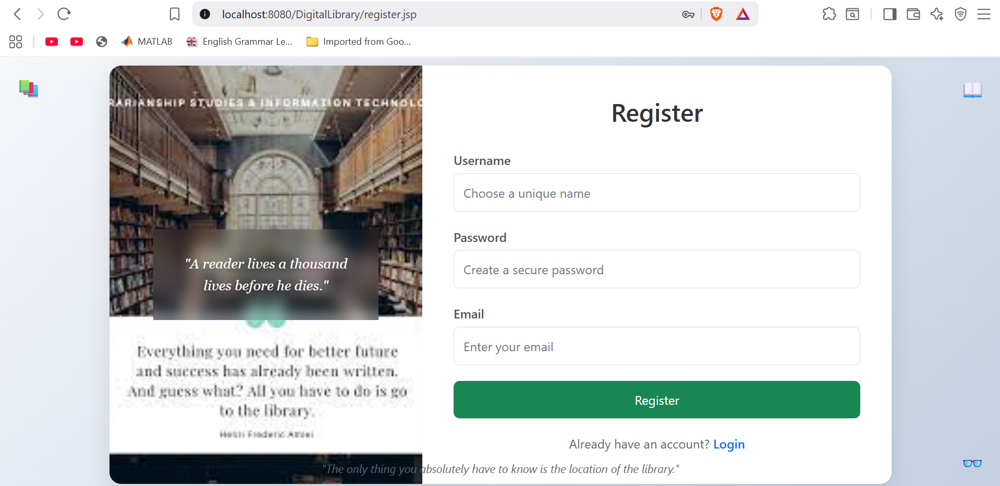 localhost:8080/DigitalLibrary/register.jsp
MATLAB
English Grammar Le...
Imported from Goo...
RARIANSHIP STUDIES & INFORMATION TECHNOLO
"A reader lives a thousand
lives before he dies."
Everything you need for better future
and success has already been written.
And guess what? All you have to do is go
to the library.
Henri Frederic Amiel
Register
Username
Choose a unique name
Password
Create a secure password
Email
Enter your email
Register
Already have an account? Login
"The only thing you absolutely have to know is the location of the library."